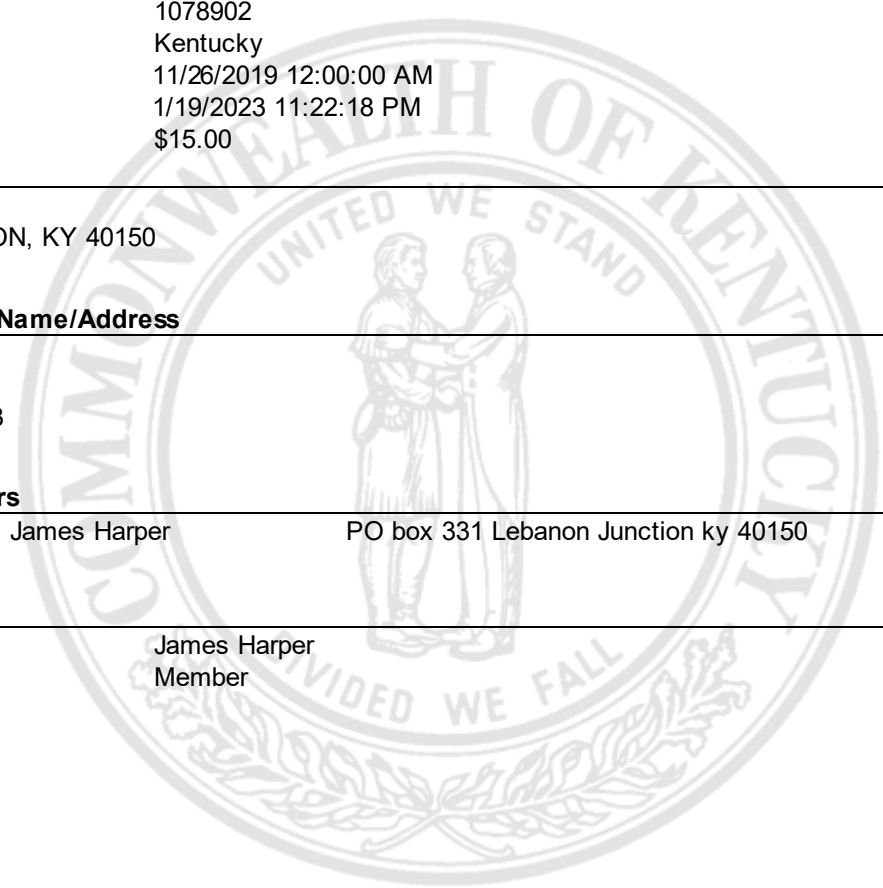 1078902
Kentucky
11/26/2019 12:00:00 AM
1/19/2023 11:22:18 PM
$15.00
COMMONWEALTH OF KENTUCKY
UNITED WE STAND
ON, KY 40150
Name/Address
3
rs
James Harper PO box 331 Lebanon Junction ky 40150
James Harper
Member
DIVIDED WE FALL